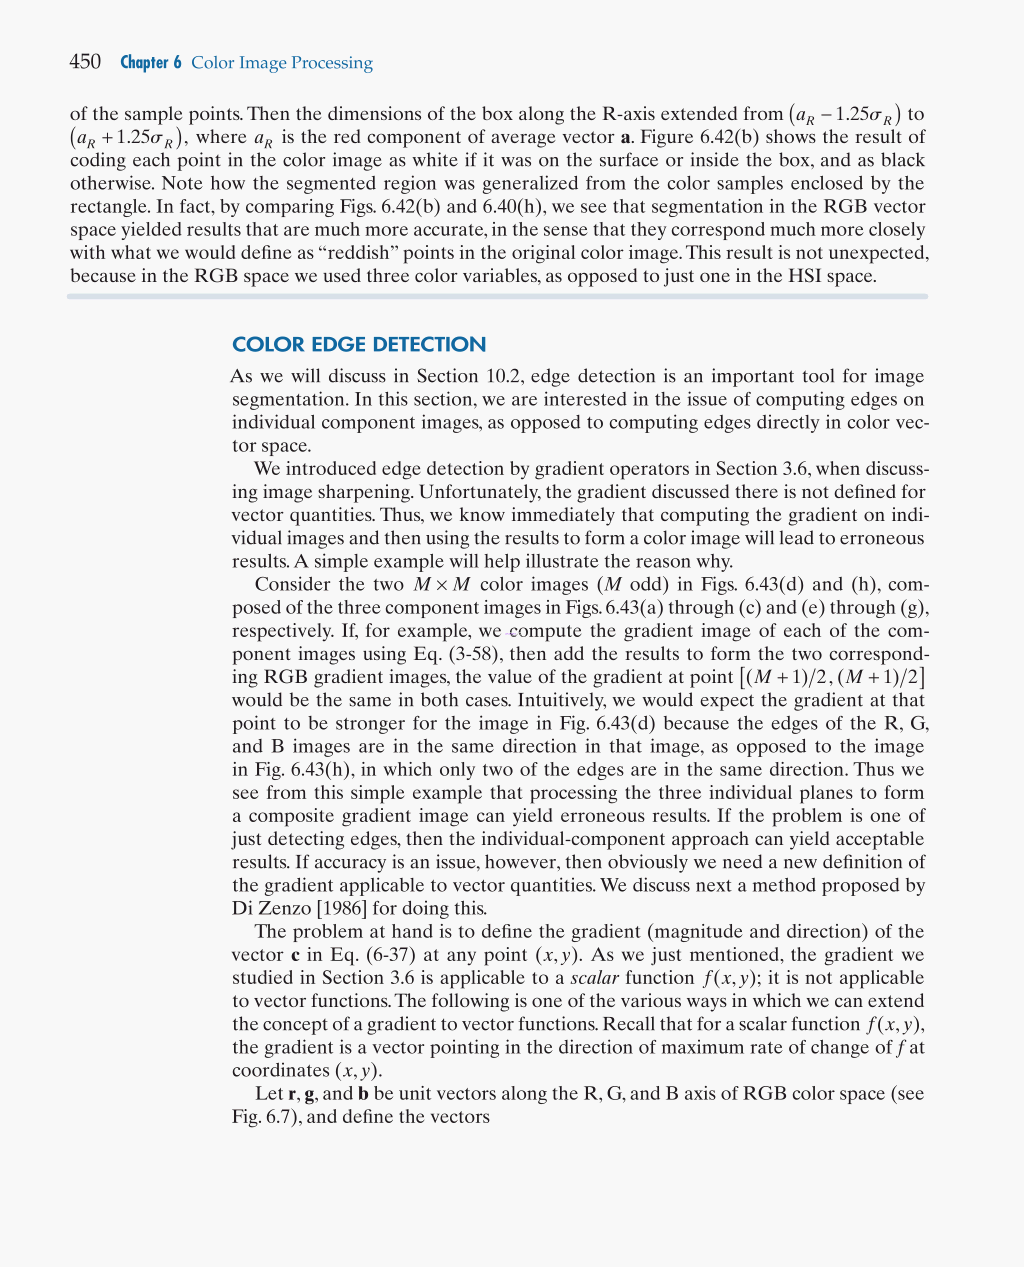 450 Chapter 6 Color Image Processing
of the sample points. Then the dimensions of the box along the R-axis extended from (a_R − 1.25σ_R) to
(a_R + 1.25σ_R), where a_R is the red component of average vector a. Figure 6.42(b) shows the result of
coding each point in the color image as white if it was on the surface or inside the box, and as black
otherwise. Note how the segmented region was generalized from the color samples enclosed by the
rectangle. In fact, by comparing Figs. 6.42(b) and 6.40(h), we see that segmentation in the RGB vector
space yielded results that are much more accurate, in the sense that they correspond much more closely
with what we would define as “reddish” points in the original color image. This result is not unexpected,
because in the RGB space we used three color variables, as opposed to just one in the HSI space.
COLOR EDGE DETECTION
As we will discuss in Section 10.2, edge detection is an important tool for image
segmentation. In this section, we are interested in the issue of computing edges on
individual component images, as opposed to computing edges directly in color vec-
tor space.
We introduced edge detection by gradient operators in Section 3.6, when discuss-
ing image sharpening. Unfortunately, the gradient discussed there is not defined for
vector quantities. Thus, we know immediately that computing the gradient on indi-
vidual images and then using the results to form a color image will lead to erroneous
results. A simple example will help illustrate the reason why.
Consider the two M × M color images (M odd) in Figs. 6.43(d) and (h), com-
posed of the three component images in Figs. 6.43(a) through (c) and (e) through (g),
respectively. If, for example, we compute the gradient image of each of the com-
ponent images using Eq. (3-58), then add the results to form the two correspond-
ing RGB gradient images, the value of the gradient at point [(M + 1)/2, (M + 1)/2]
would be the same in both cases. Intuitively, we would expect the gradient at that
point to be stronger for the image in Fig. 6.43(d) because the edges of the R, G,
and B images are in the same direction in that image, as opposed to the image
in Fig. 6.43(h), in which only two of the edges are in the same direction. Thus we
see from this simple example that processing the three individual planes to form
a composite gradient image can yield erroneous results. If the problem is one of
just detecting edges, then the individual-component approach can yield acceptable
results. If accuracy is an issue, however, then obviously we need a new definition of
the gradient applicable to vector quantities. We discuss next a method proposed by
Di Zenzo [1986] for doing this.
The problem at hand is to define the gradient (magnitude and direction) of the
vector c in Eq. (6-37) at any point (x, y). As we just mentioned, the gradient we
studied in Section 3.6 is applicable to a scalar function f(x, y); it is not applicable
to vector functions. The following is one of the various ways in which we can extend
the concept of a gradient to vector functions. Recall that for a scalar function f(x, y),
the gradient is a vector pointing in the direction of maximum rate of change of f at
coordinates (x, y).
Let r, g, and b be unit vectors along the R, G, and B axis of RGB color space (see
Fig. 6.7), and define the vectors